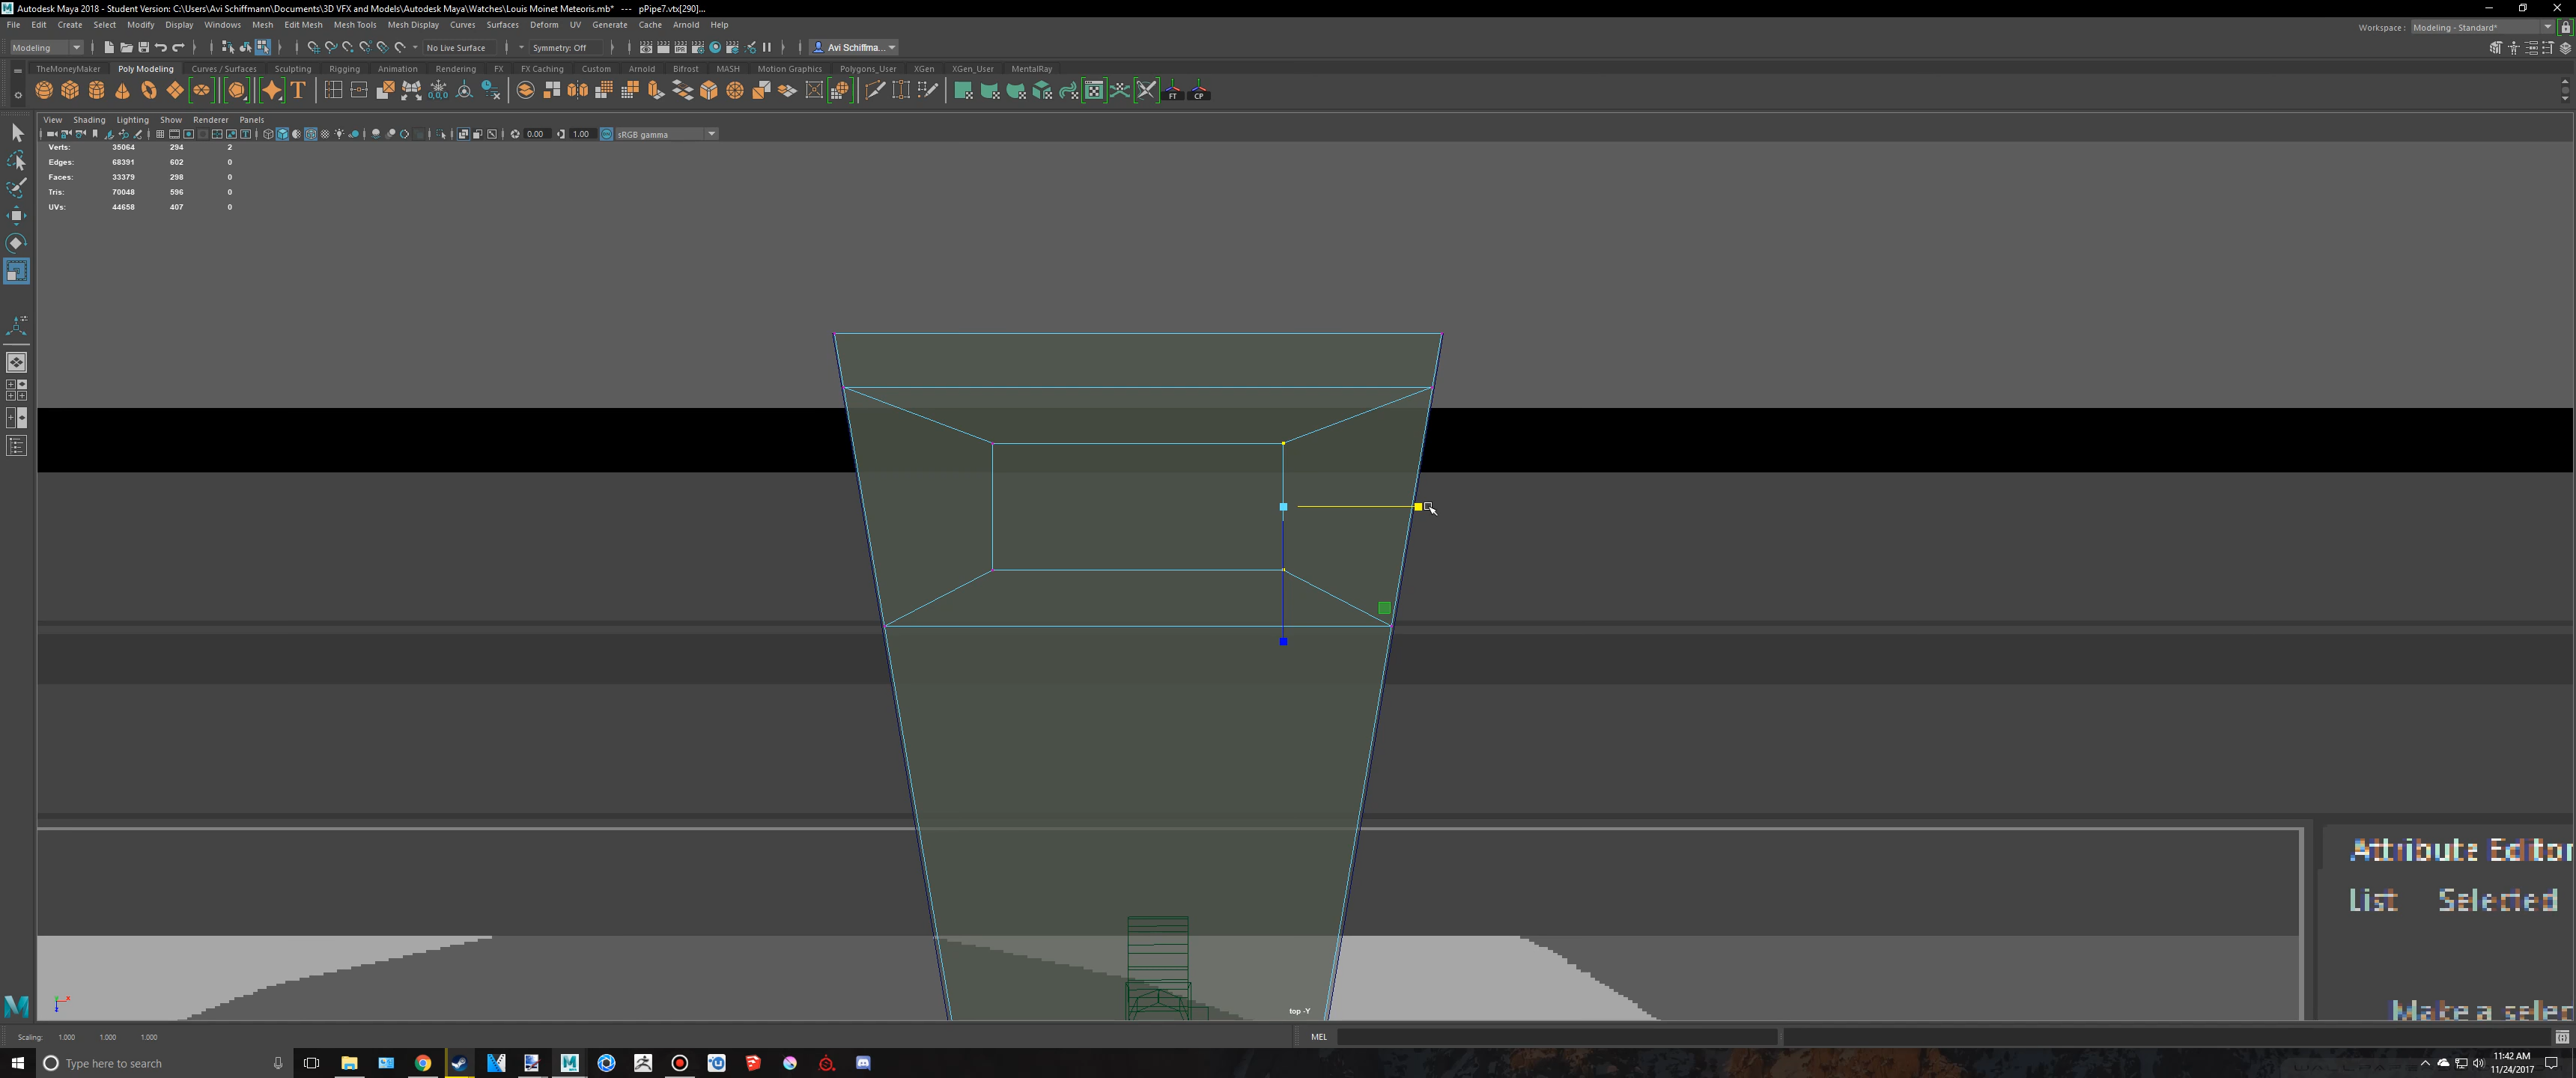 Autodesk Maya 2018 - Student Version: C:\Users\Avi Schiffmann\Documents\3D VFX and Models\Autodesk Maya\Watches\Louis Moinet Meteoris.mb* --- pPipe7.vtx[290]...
File Edit Create Select Modify Display Windows Mesh Edit Mesh Mesh Tools Mesh Display Curves Surfaces Deform UV Generate Cache Arnold Help
Workspace : Modeling - Standard*
Modeling No Live Surface Symmetry: Off Avi Schiffma...
TheMoneyMaker Poly Modeling Curves / Surfaces Sculpting Rigging Animation Rendering FX FX Caching Custom Arnold Bifrost MASH Motion Graphics Polygons_User XGen XGen_User MentalRay
T 0,0,0 FT CP
View Shading Lighting Show Renderer Panels
0.00 1.00 sRGB gamma
Verts: 35064 294 2
Edges: 68391 602 0
Faces: 33379 298 0
Tris: 70048 596 0
UVs: 44658 407 0
Attribute Editor
List Selected
Make a selec
top -Y
Scaling: 1.000 1.000 1.000
MEL
Type here to search
11:42 AM
11/24/2017